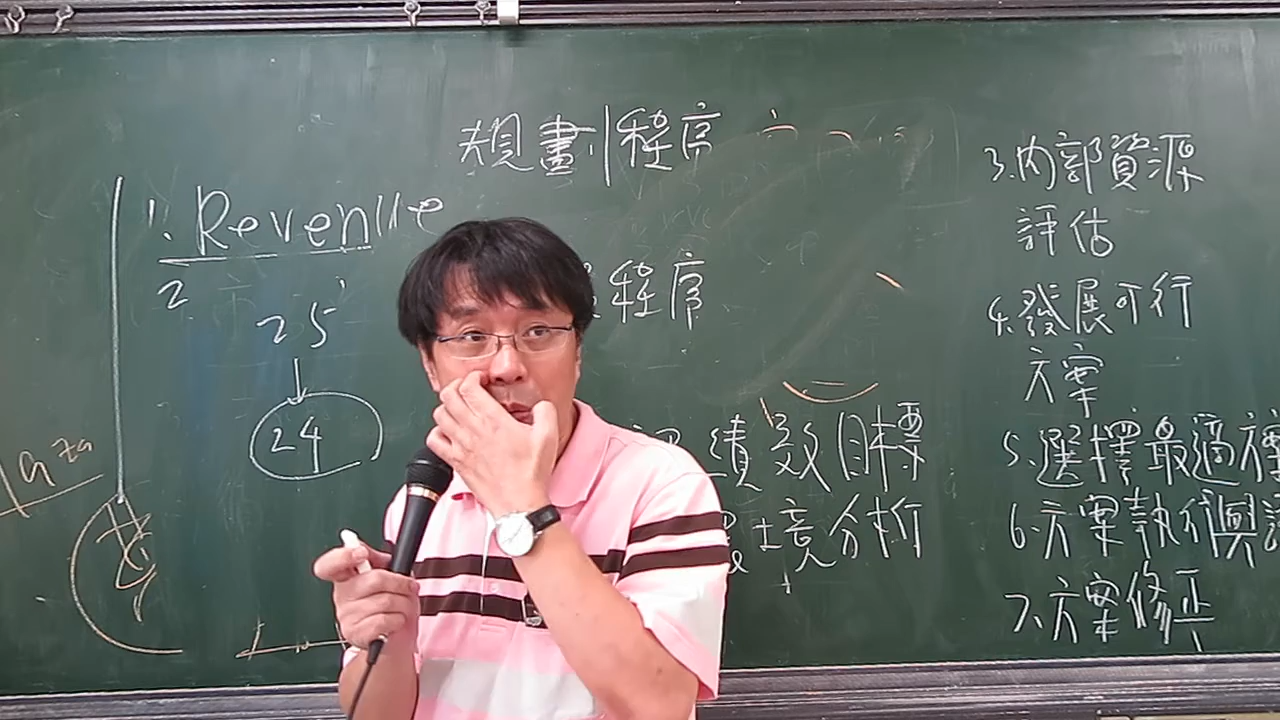 規劃程序
1. Revenue
2
25
24
程序
績效目標
境分析
3.內部資源
評估
4.發展可行
方案
5.選擇最適方
6.方案執行與
7.方案修正